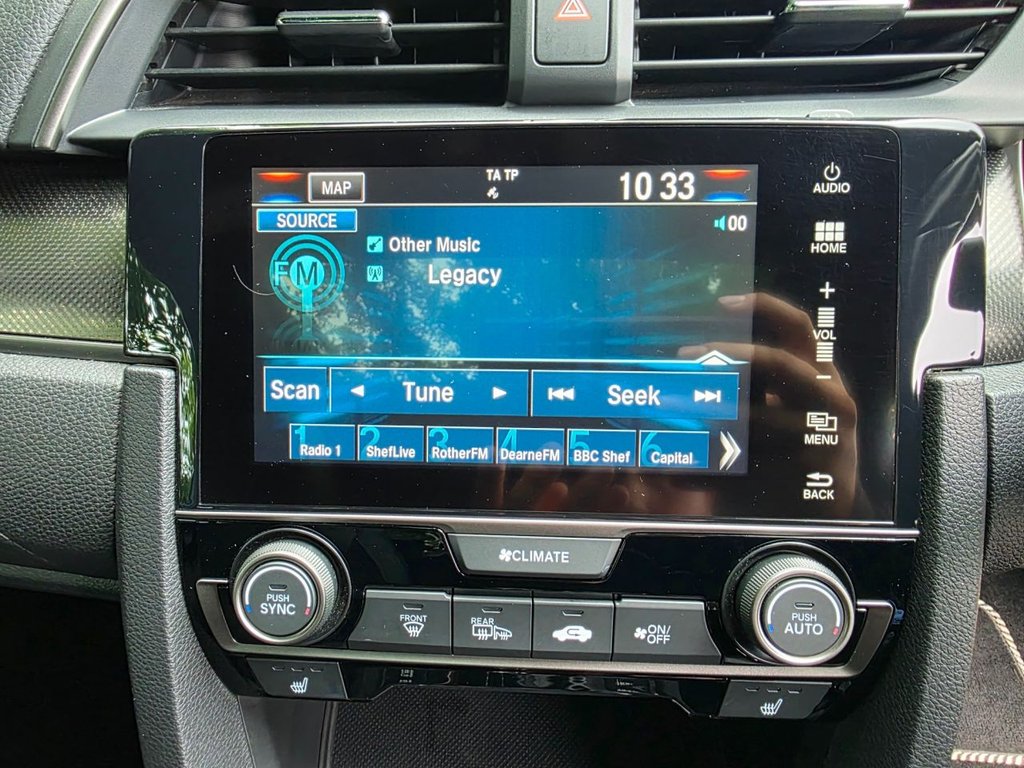 MAP
TA TP
10 33
AUDIO
SOURCE
00
Other Music
FM
Legacy
HOME
+
VOL
-
Scan
Tune
Seek
1
Radio 1
2
ShefLive
3
RotherFM
4
DearneFM
5
BBC Shef
6
Capital
MENU
BACK
CLIMATE
PUSH
SYNC
FRONT
REAR
ON/
OFF
PUSH
AUTO